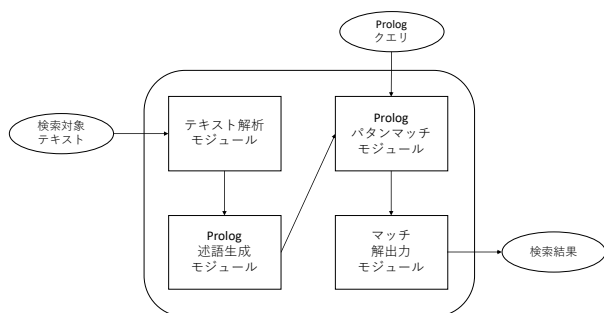 Prolog
クエリ
検索対象
テキスト
テキスト解析
モジュール
Prolog
パタンマッチ
モジュール
Prolog
述語生成
モジュール
マッチ
解出力
モジュール
検索結果